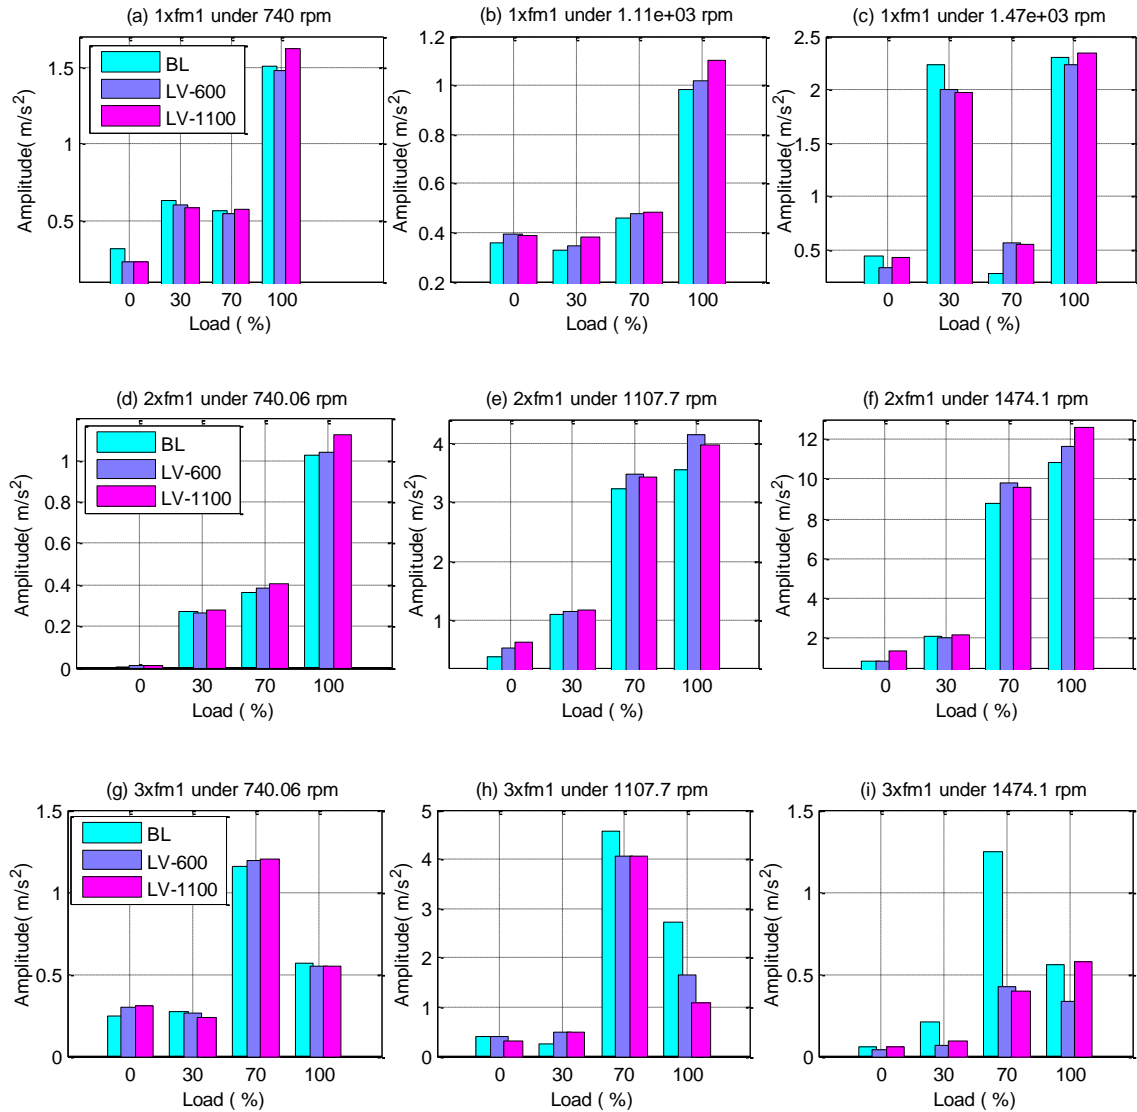 (a) 1xfm1 under 740 rpm
Amplitude( m/s²)
1.5
1
0.5
BL
LV-600
LV-1100
0 30 70 100
Load ( %)
(b) 1xfm1 under 1.11e+03 rpm
Amplitude( m/s²)
1.2
1
0.8
0.6
0.4
0.2
0 30 70 100
Load ( %)
(c) 1xfm1 under 1.47e+03 rpm
Amplitude( m/s²)
2.5
2
1.5
1
0.5
0 30 70 100
Load ( %)
(d) 2xfm1 under 740.06 rpm
Amplitude( m/s²)
1
0.8
0.6
0.4
0.2
0
BL
LV-600
LV-1100
0 30 70 100
Load ( %)
(e) 2xfm1 under 1107.7 rpm
Amplitude( m/s²)
4
3
2
1
0 30 70 100
Load ( %)
(f) 2xfm1 under 1474.1 rpm
Amplitude( m/s²)
12
10
8
6
4
2
0 30 70 100
Load ( %)
(g) 3xfm1 under 740.06 rpm
Amplitude( m/s²)
1.5
1
0.5
0
BL
LV-600
LV-1100
0 30 70 100
Load ( %)
(h) 3xfm1 under 1107.7 rpm
Amplitude( m/s²)
5
4
3
2
1
0
0 30 70 100
Load ( %)
(i) 3xfm1 under 1474.1 rpm
Amplitude( m/s²)
1.5
1
0.5
0
0 30 70 100
Load ( %)